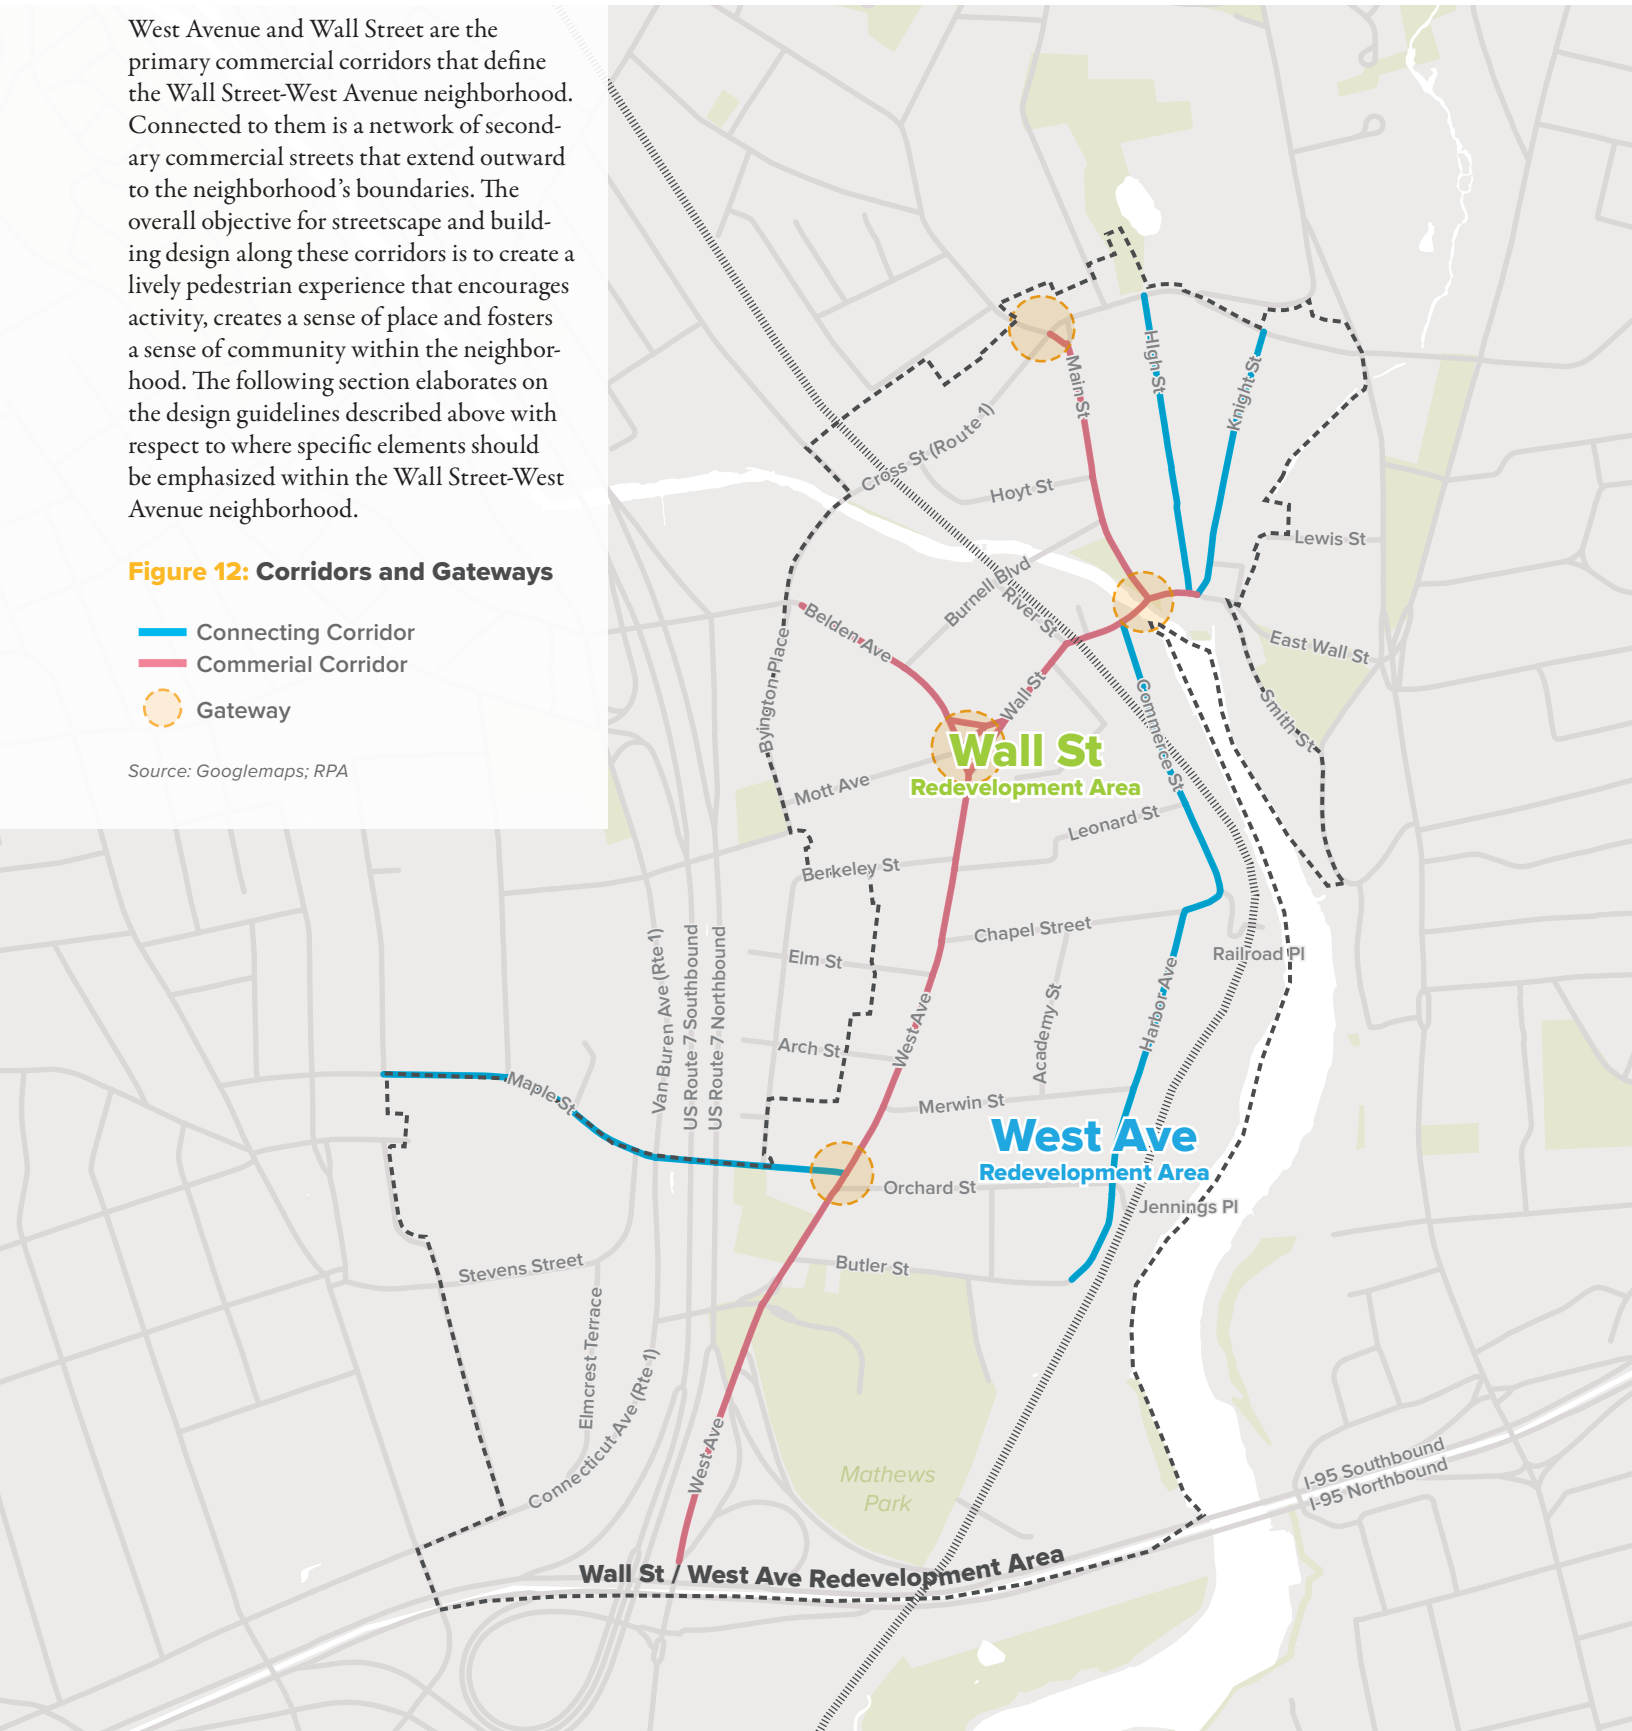 West Avenue and Wall Street are the
primary commercial corridors that define
the Wall Street-West Avenue neighborhood.
Connected to them is a network of second-
ary commercial streets that extend outward
to the neighborhood's boundaries. The
overall objective for streetscape and build-
ing design along these corridors is to create a
lively pedestrian experience that encourages
activity, creates a sense of place and fosters
a sense of community within the neighbor-
hood. The following section elaborates on
the design guidelines described above with
respect to where specific elements should
be emphasized within the Wall Street-West
Avenue neighborhood.
Figure 12: Corridors and Gateways
Connecting Corridor
Commerial Corridor
Gateway
Source: Googlemaps; RPA
Main St
HIgh St
Knight St
Cross St (Route 1)
Hoyt St
Lewis St
Burnell Blvd
River St
Belden Ave
East Wall St
Byington Place
Wall St
Commerce St
Smith St
Wall St
Redevelopment Area
Mott Ave
Leonard St
Berkeley St
Chapel Street
Elm St
Railroad Pl
Van Buren Ave (Rte 1)
US Route 7 Southbound
US Route 7 Northbound
West Ave
Academy St
Harbor Ave
Arch St
Maple St
Merwin St
West Ave
Redevelopment Area
Orchard St
Jennings Pl
Stevens Street
Butler St
Elmcrest Terrace
Connecticut Ave (Rte 1)
West Ave
Mathews
Park
I-95 Southbound
I-95 Northbound
Wall St / West Ave Redevelopment Area